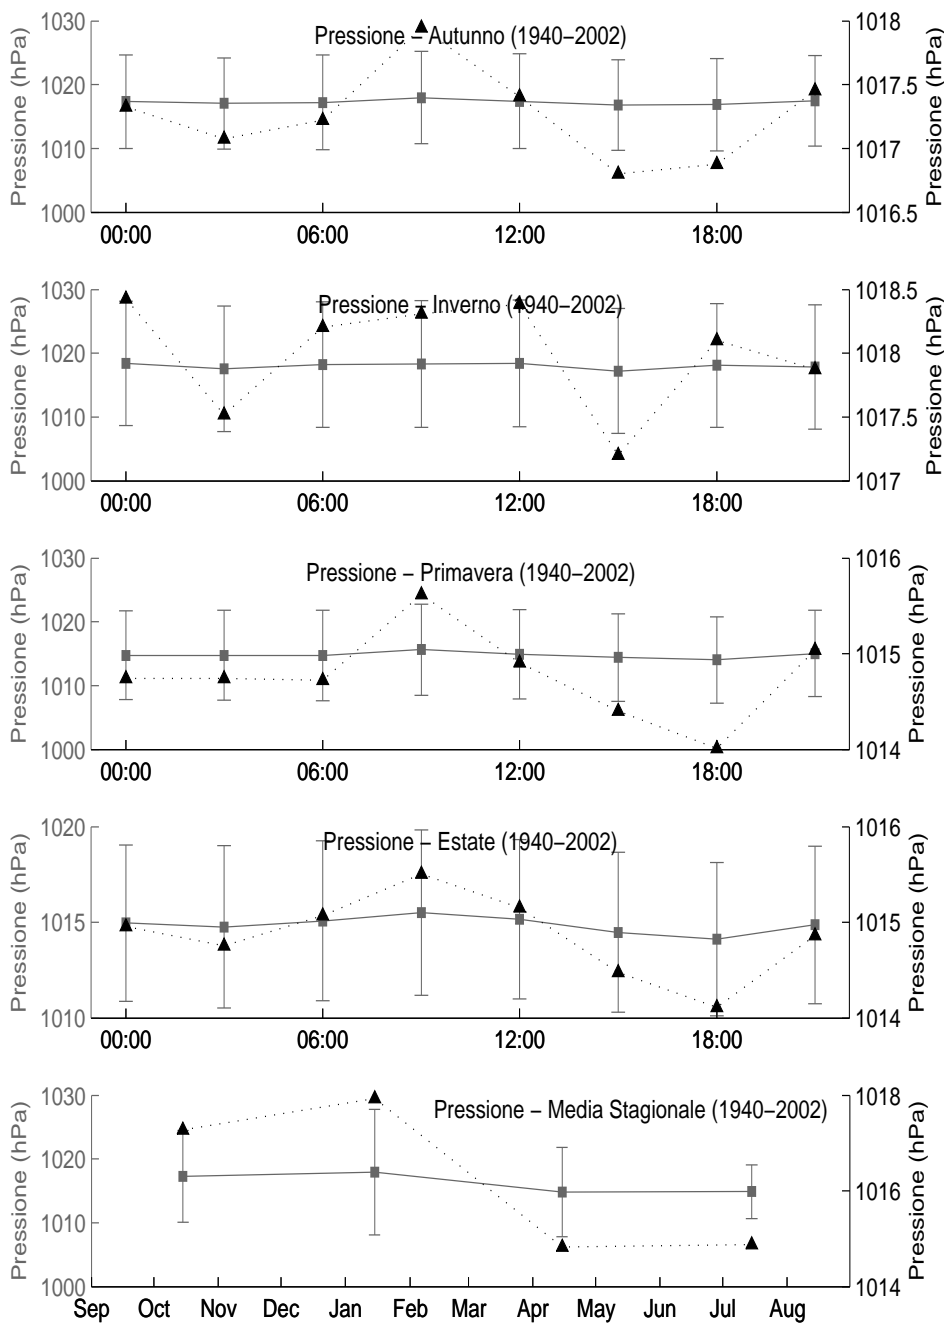 Pressione – Autunno (1940–2002)
Pressione (hPa)
1030
1020
1010
1000
1018
1017.5
1017
1016.5
Pressione (hPa)
00:00 06:00 12:00 18:00
Pressione – Inverno (1940–2002)
Pressione (hPa)
1030
1020
1010
1000
1018.5
1018
1017.5
1017
Pressione (hPa)
00:00 06:00 12:00 18:00
Pressione – Primavera (1940–2002)
Pressione (hPa)
1030
1020
1010
1000
1016
1015
1014
Pressione (hPa)
00:00 06:00 12:00 18:00
Pressione – Estate (1940–2002)
Pressione (hPa)
1020
1015
1010
1016
1015
1014
Pressione (hPa)
00:00 06:00 12:00 18:00
Pressione – Media Stagionale (1940–2002)
Pressione (hPa)
1030
1020
1010
1000
1018
1016
1014
Pressione (hPa)
Sep Oct Nov Dec Jan Feb Mar Apr May Jun Jul Aug